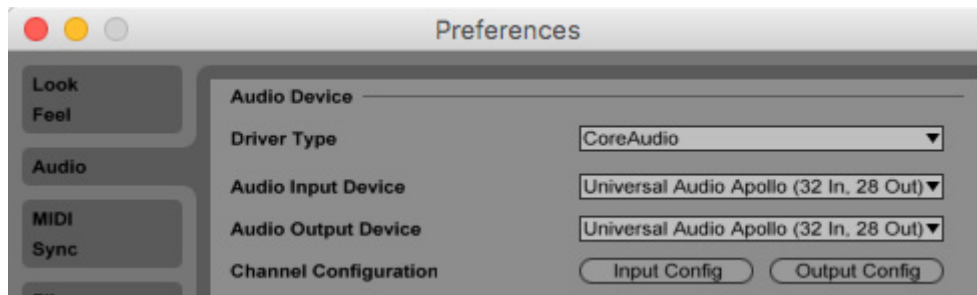 Preferences
Look
Feel
Audio
MIDI
Sync
Audio Device
Driver Type CoreAudio
Audio Input Device Universal Audio Apollo (32 In, 28 Out)
Audio Output Device Universal Audio Apollo (32 In, 28 Out)
Channel Configuration Input Config Output Config